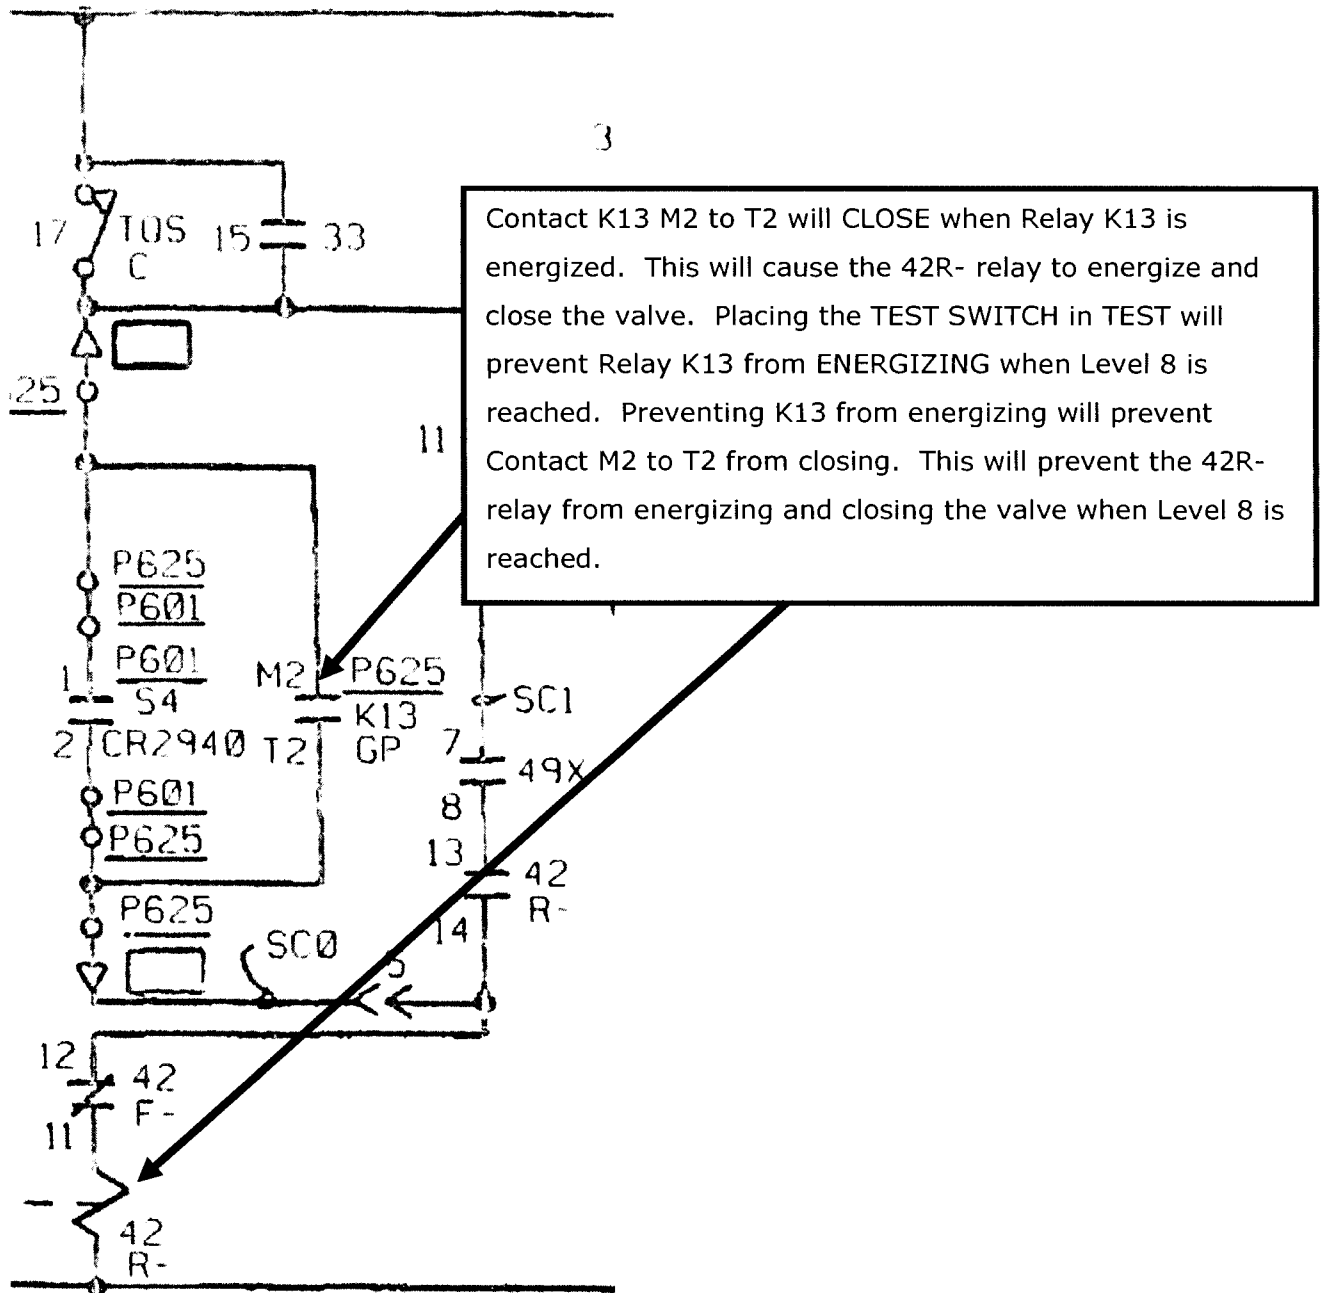 3
Contact K13 M2 to T2 will CLOSE when Relay K13 is
energized.  This will cause the 42R- relay to energize and
close the valve.  Placing the TEST SWITCH in TEST will
prevent Relay K13 from ENERGIZING when Level 8 is
reached.  Preventing K13 from energizing will prevent
Contact M2 to T2 from closing.  This will prevent the 42R-
relay from energizing and closing the valve when Level 8 is
reached.
17 TOS 15 33
C
25
11
P625
P601
1 P601 M2 P625
S4 K13
2 CR2940 T2 GP
SC1
7
49X
8
P601
P625
13 42
R-
14
P625
SC0
5
12 42
F-
11
42
R-